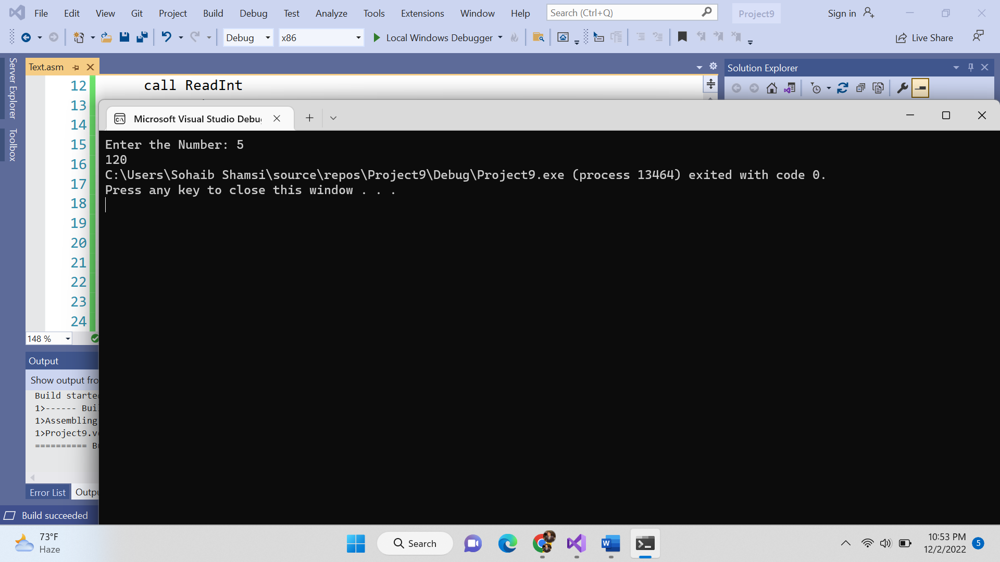 File Edit View Git Project Build Debug Test Analyze Tools Extensions Window Help Search (Ctrl+Q) Project9 Sign in
Debug x86 Local Windows Debugger Live Share
Server Explorer
Toolbox
Text.asm
Solution Explorer
12 call ReadInt
13
14
15
16
17
18
19
20
21
22
23
24
Microsoft Visual Studio Debu
Enter the Number: 5
120
C:\Users\Sohaib Shamsi\source\repos\Project9\Debug\Project9.exe (process 13464) exited with code 0.
Press any key to close this window . . .
148 %
Output
Show output fro
Build starte
1>------ Bui
1>Assembling
1>Project9.v
========== B
Error List Outpu
Build succeeded
73°F
Haze
Search
10:53 PM
12/2/2022
5